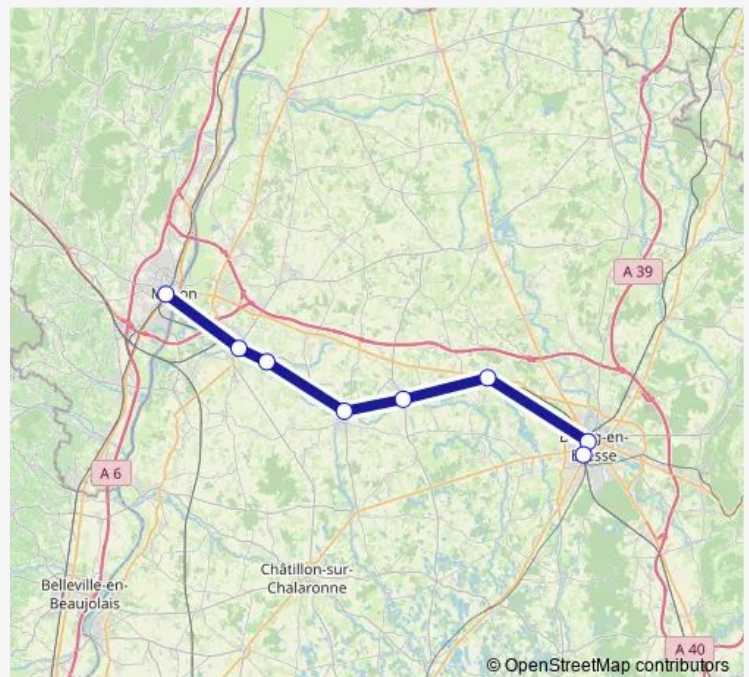 A 39
A 6
Châtillon-sur-
Chalaronne
Belleville-en-
Beaujolais
A 40
© OpenStreetMap contributors